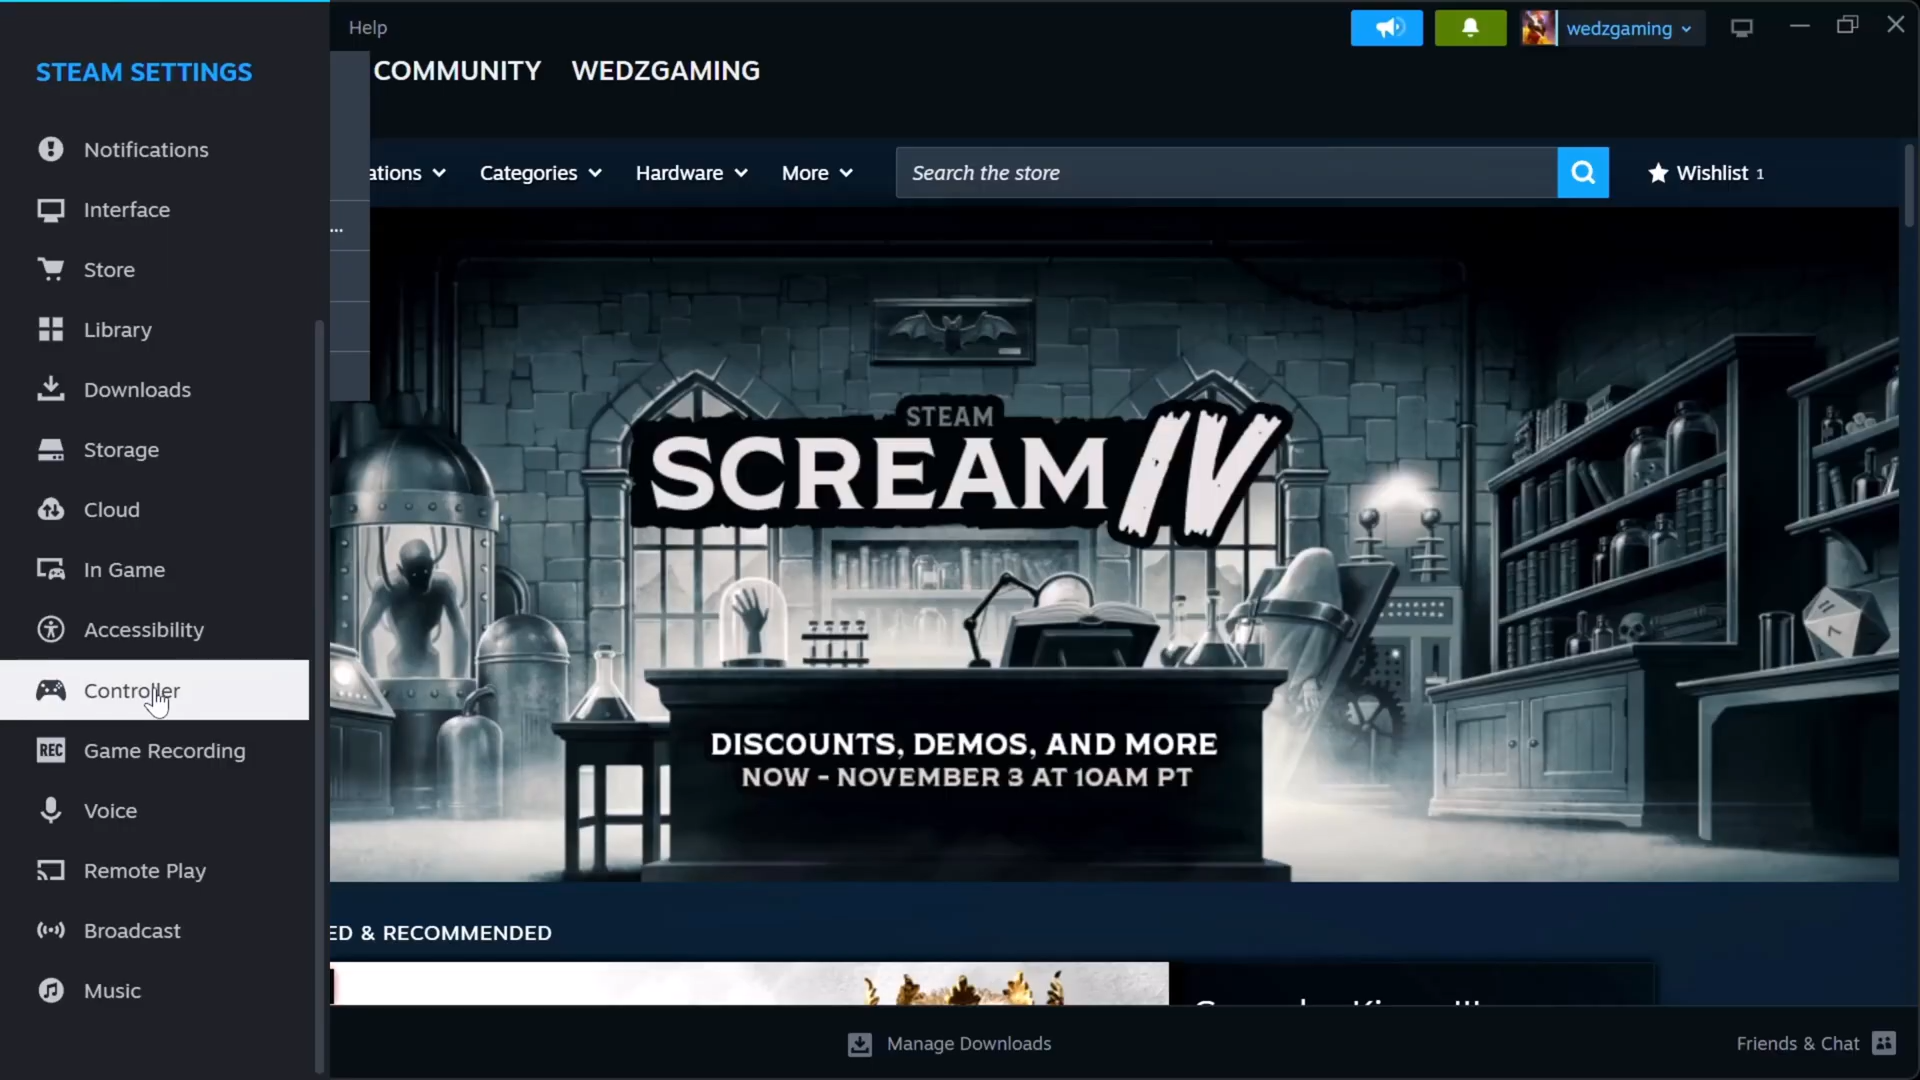 Help
wedzgaming
STEAM SETTINGS
COMMUNITY WEDZGAMING
Notifications
ations Categories Hardware More Search the store Wishlist 1
Interface
...
Store
Library
Downloads
Storage
Cloud
In Game
Accessibility
Controller
Game Recording
REC
Voice
Remote Play
Broadcast
Music
STEAM
SCREAM IV
DISCOUNTS, DEMOS, AND MORE
NOW - NOVEMBER 3 AT 10AM PT
ED & RECOMMENDED
Manage Downloads
Friends & Chat